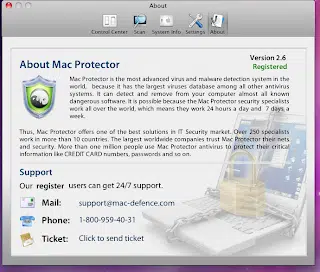 About
Control Center Scan System Info Settings About
About Mac Protector
Version 2.6
Registered
Mac Protector is the most advanced virus and malware detection system in the
world, because it has the largest viruses database among all other antivirus
systems. It can detect and remove from your computer almost all known
dangerous software. It is possible because the Mac Protector security specialists
work all over the world, which means they work 24 hours a day and 7 days a
week.
Thus, Mac Protector offers one of the best solutions in IT Security market. Over 250 specialists
work in more than 10 countries. The largest worldwide companies trust Mac Protector their nets
and security. More than one million people use Mac Protector antivirus to protect their critical
information like CREDIT CARD numbers, passwords and so on.
Support
Our register users can get 24/7 support.
Mail: support@mac-defence.com
Phone: 1-800-959-40-31
Ticket: Click to send ticket